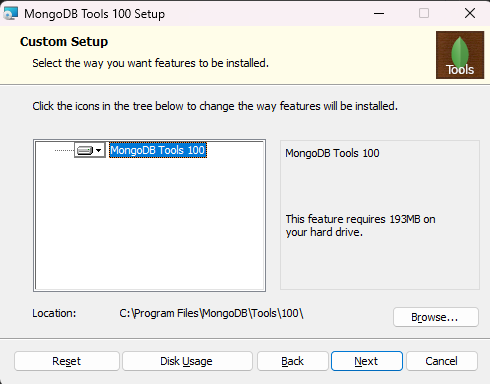 MongoDB Tools 100 Setup
Custom Setup
Select the way you want features to be installed.
Tools
Click the icons in the tree below to change the way features will be installed.
MongoDB Tools 100
MongoDB Tools 100
This feature requires 193MB on
your hard drive.
Location:
C:\Program Files\MongoDB\Tools\100\
Browse...
Reset
Disk Usage
Back
Next
Cancel